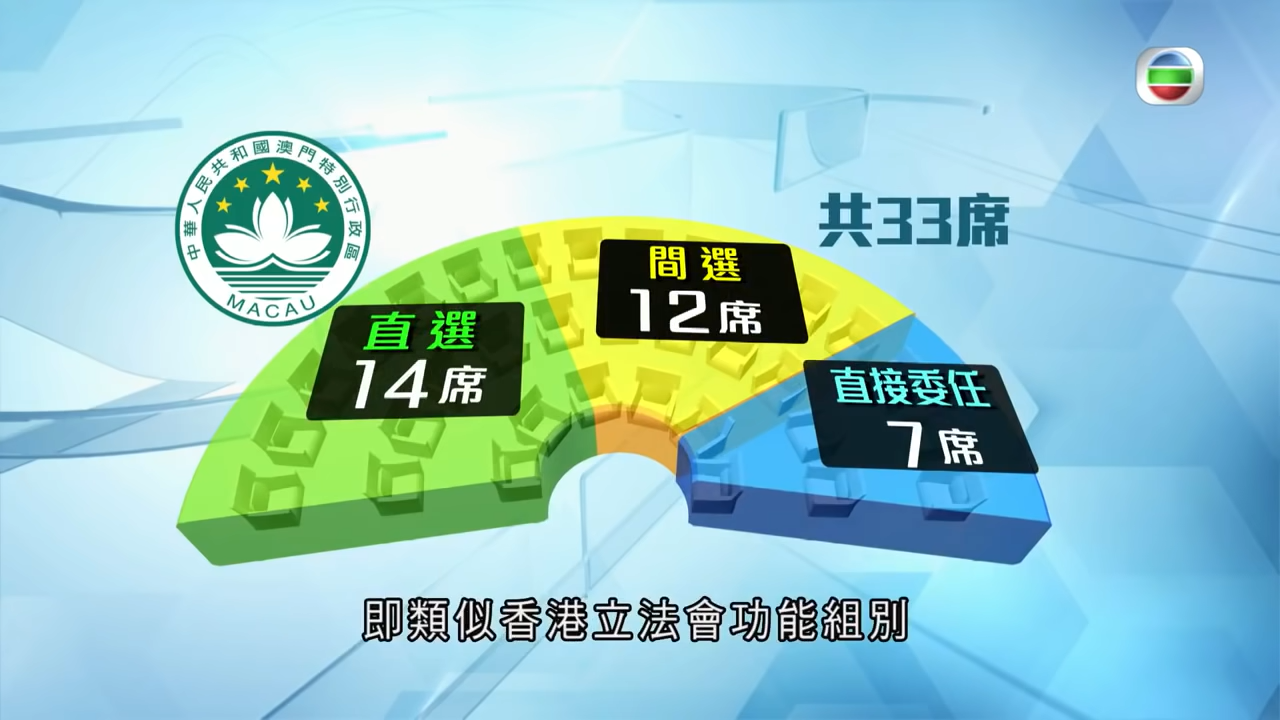 中華人民共和國澳門特別行政區
MACAU
共33席
間選
12席
直選
14席
直接委任
7席
即類似香港立法會功能組別